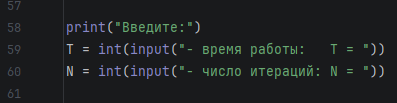 57
58 print("Введите:")
59 T = int(input("- время работы:   T = "))
60 N = int(input("- число итераций: N = "))
61